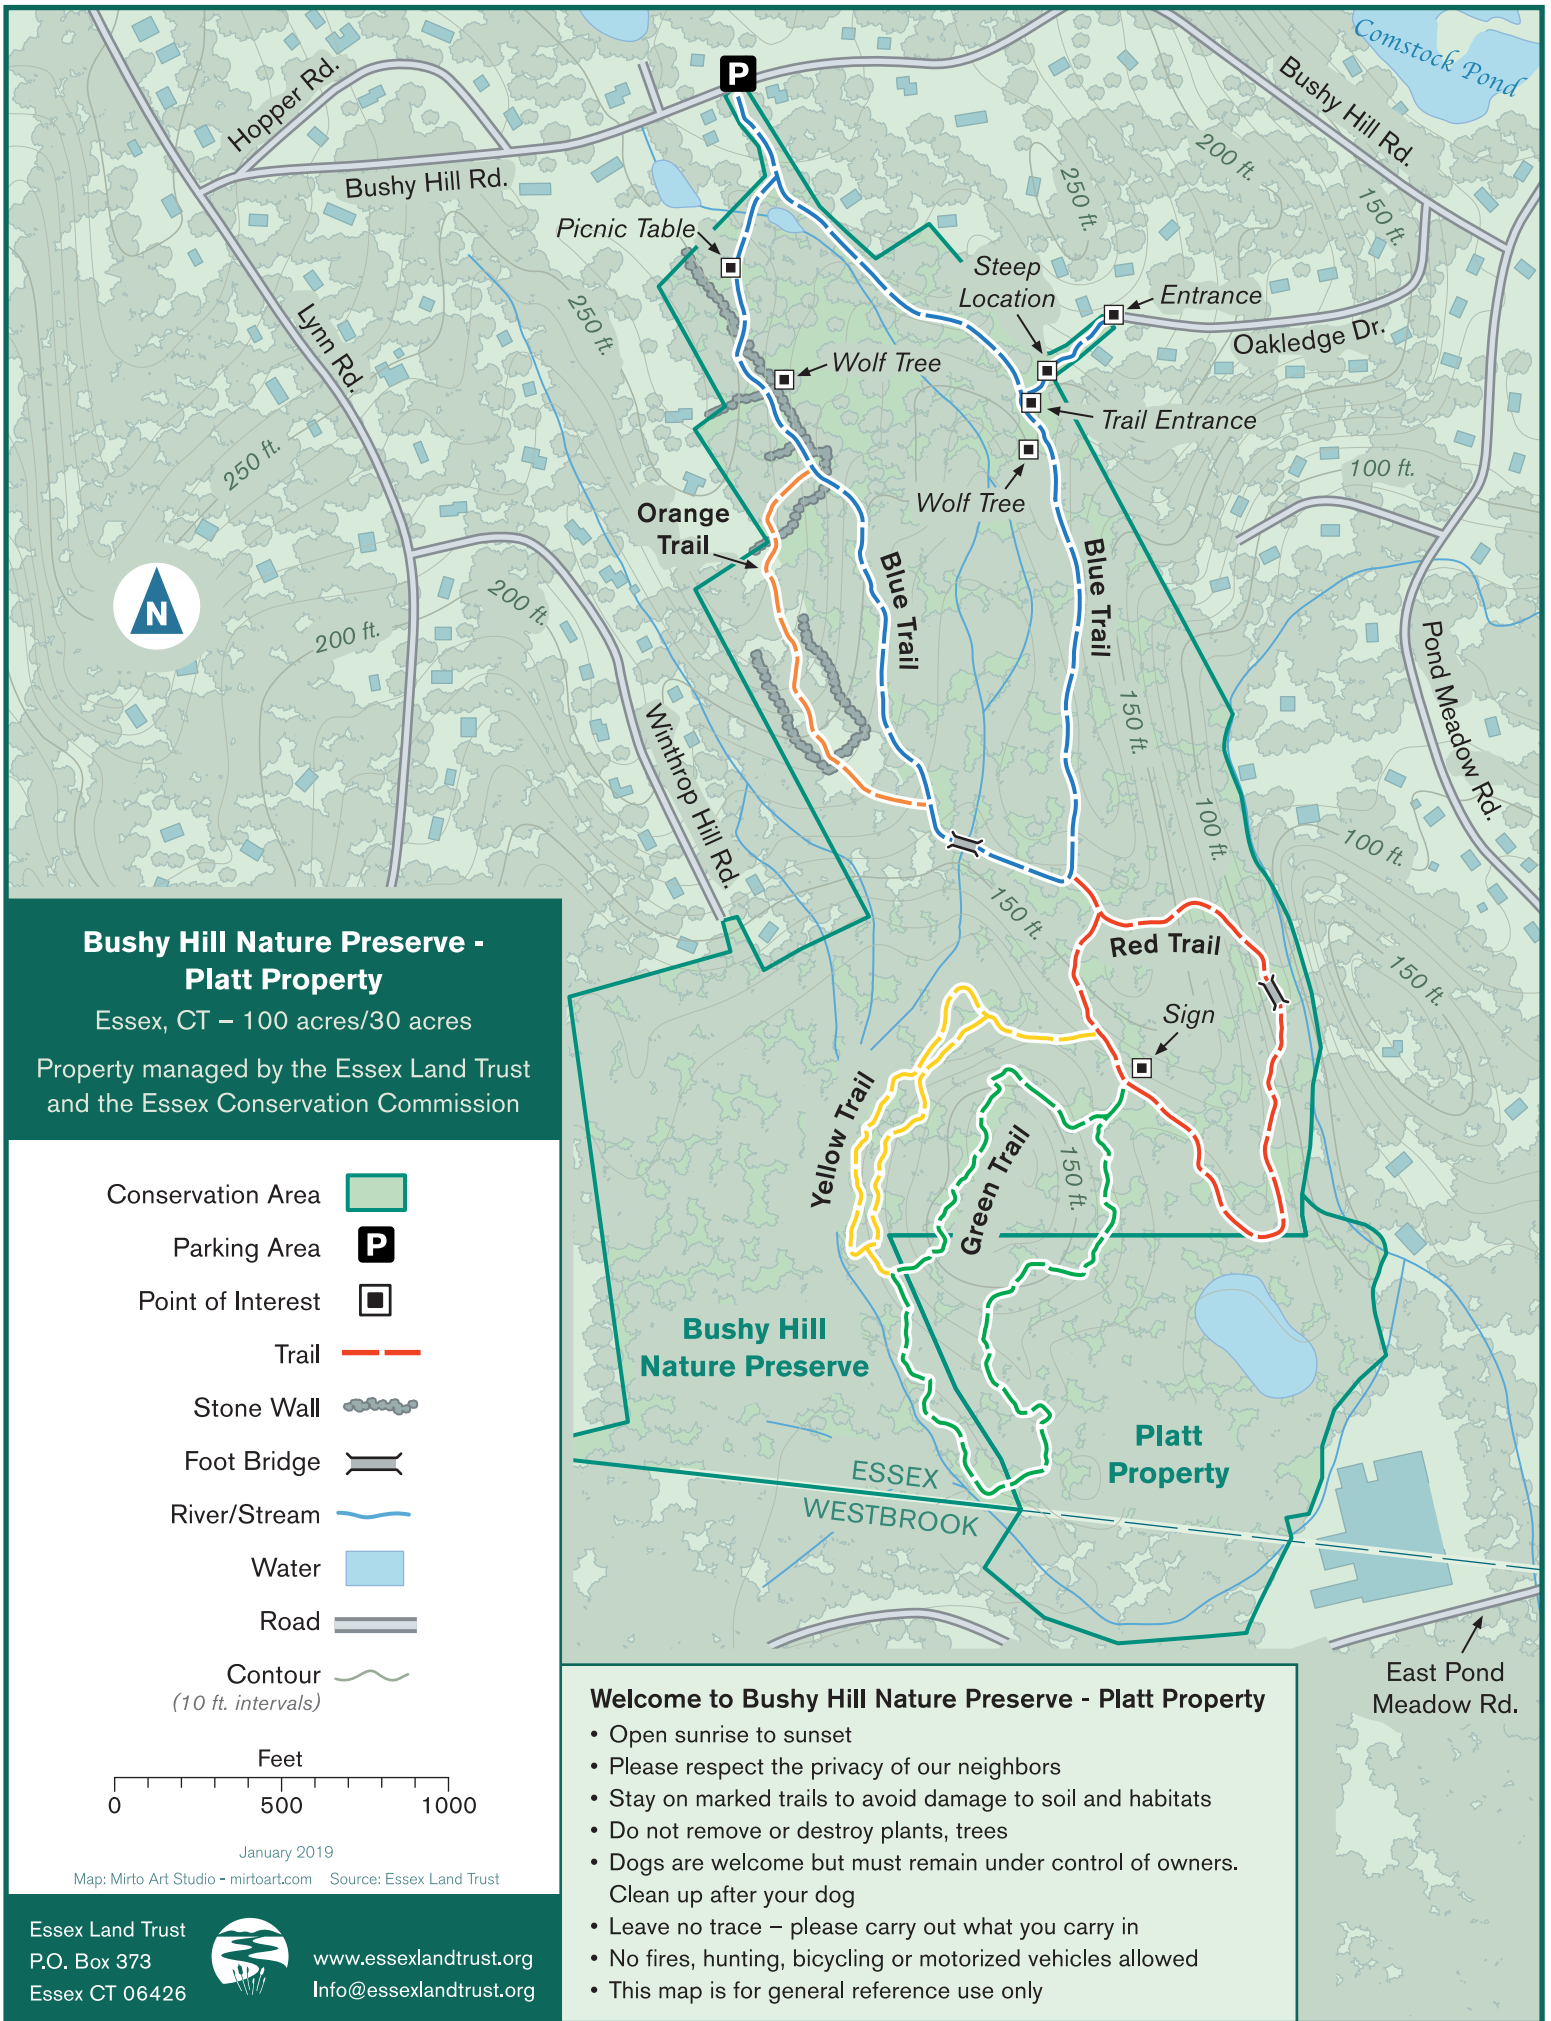 P
Comstock Pond
Hopper Rd.
Bushy Hill Rd.
Bushy Hill Rd.
200 ft.
250 ft.
150 ft.
Picnic Table
Steep
Location
Entrance
Oakledge Dr.
250 ft.
Lynn Rd.
Wolf Tree
Trail Entrance
250 ft.
100 ft.
Wolf Tree
Orange
Trail
Blue Trail
Blue Trail
N
200 ft.
200 ft.
Pond Meadow Rd.
150 ft.
Winthrop Hill Rd.
100 ft.
100 ft.
150 ft.
Red Trail
150 ft.
Sign
Yellow Trail
Green Trail
150 ft.
Bushy Hill
Nature Preserve
Platt
Property
ESSEX
WESTBROOK
East Pond
Meadow Rd.
Bushy Hill Nature Preserve -
Platt Property
Essex, CT – 100 acres/30 acres
Property managed by the Essex Land Trust
and the Essex Conservation Commission
Conservation Area
Parking Area P
Point of Interest
Trail
Stone Wall
Foot Bridge
River/Stream
Water
Road
Contour
(10 ft. intervals)
Feet
0 500 1000
January 2019
Map: Mirto Art Studio - mirtoart.com Source: Essex Land Trust
Essex Land Trust
P.O. Box 373
Essex CT 06426
www.essexlandtrust.org
Info@essexlandtrust.org
Welcome to Bushy Hill Nature Preserve - Platt Property
• Open sunrise to sunset
• Please respect the privacy of our neighbors
• Stay on marked trails to avoid damage to soil and habitats
• Do not remove or destroy plants, trees
• Dogs are welcome but must remain under control of owners.
Clean up after your dog
• Leave no trace – please carry out what you carry in
• No fires, hunting, bicycling or motorized vehicles allowed
• This map is for general reference use only